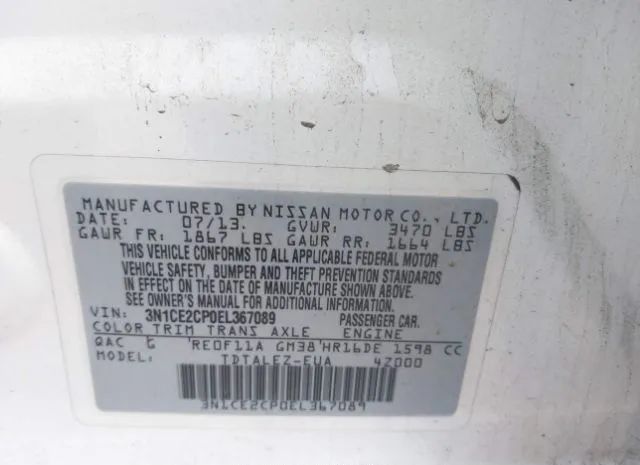 MANUFACTURED BY NISSAN MOTOR CO., LTD.
DATE: 07/13. GVWR: 3470 LBS
GAWR FR: 1867 LBS GAWR RR: 1664 LBS
THIS VEHICLE CONFORMS TO ALL APPLICABLE FEDERAL MOTOR
VEHICLE SAFETY, BUMPER AND THEFT PREVENTION STANDARDS
IN EFFECT ON THE DATE OF MANUFACTURE SHOWN ABOVE.
SEE OWNER'S MANUAL FOR ADDITIONAL INFORMATION.
VIN: 3N1CE2CP0EL367089 PASSENGER CAR.
COLOR TRIM TRANS AXLE ENGINE
QAC G RE0F11A GM38 HR16DE 1598 CC
MODEL: TDTALEZ-EUA 4Z000
3N1CE2CP0EL367089